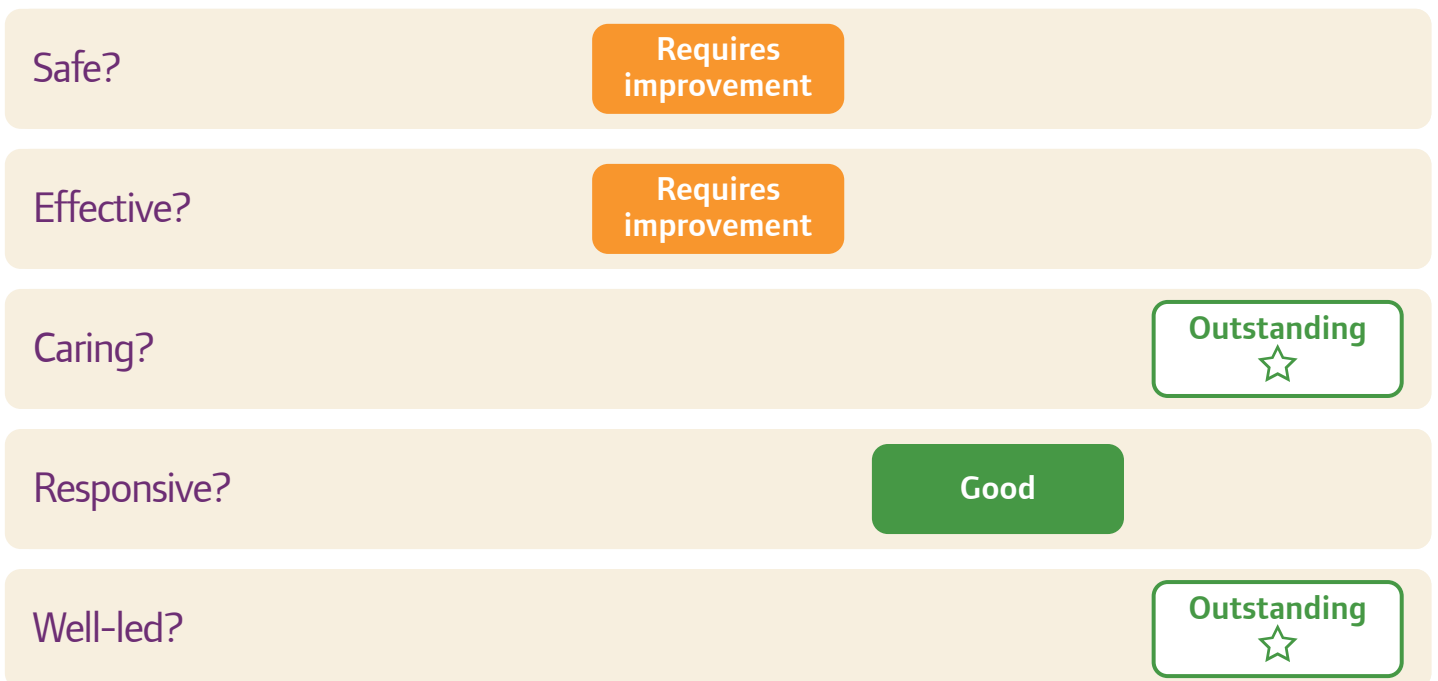 Safe?
Requires
improvement
Effective?
Requires
improvement
Caring?
Outstanding
Responsive?
Good
Well-led?
Outstanding